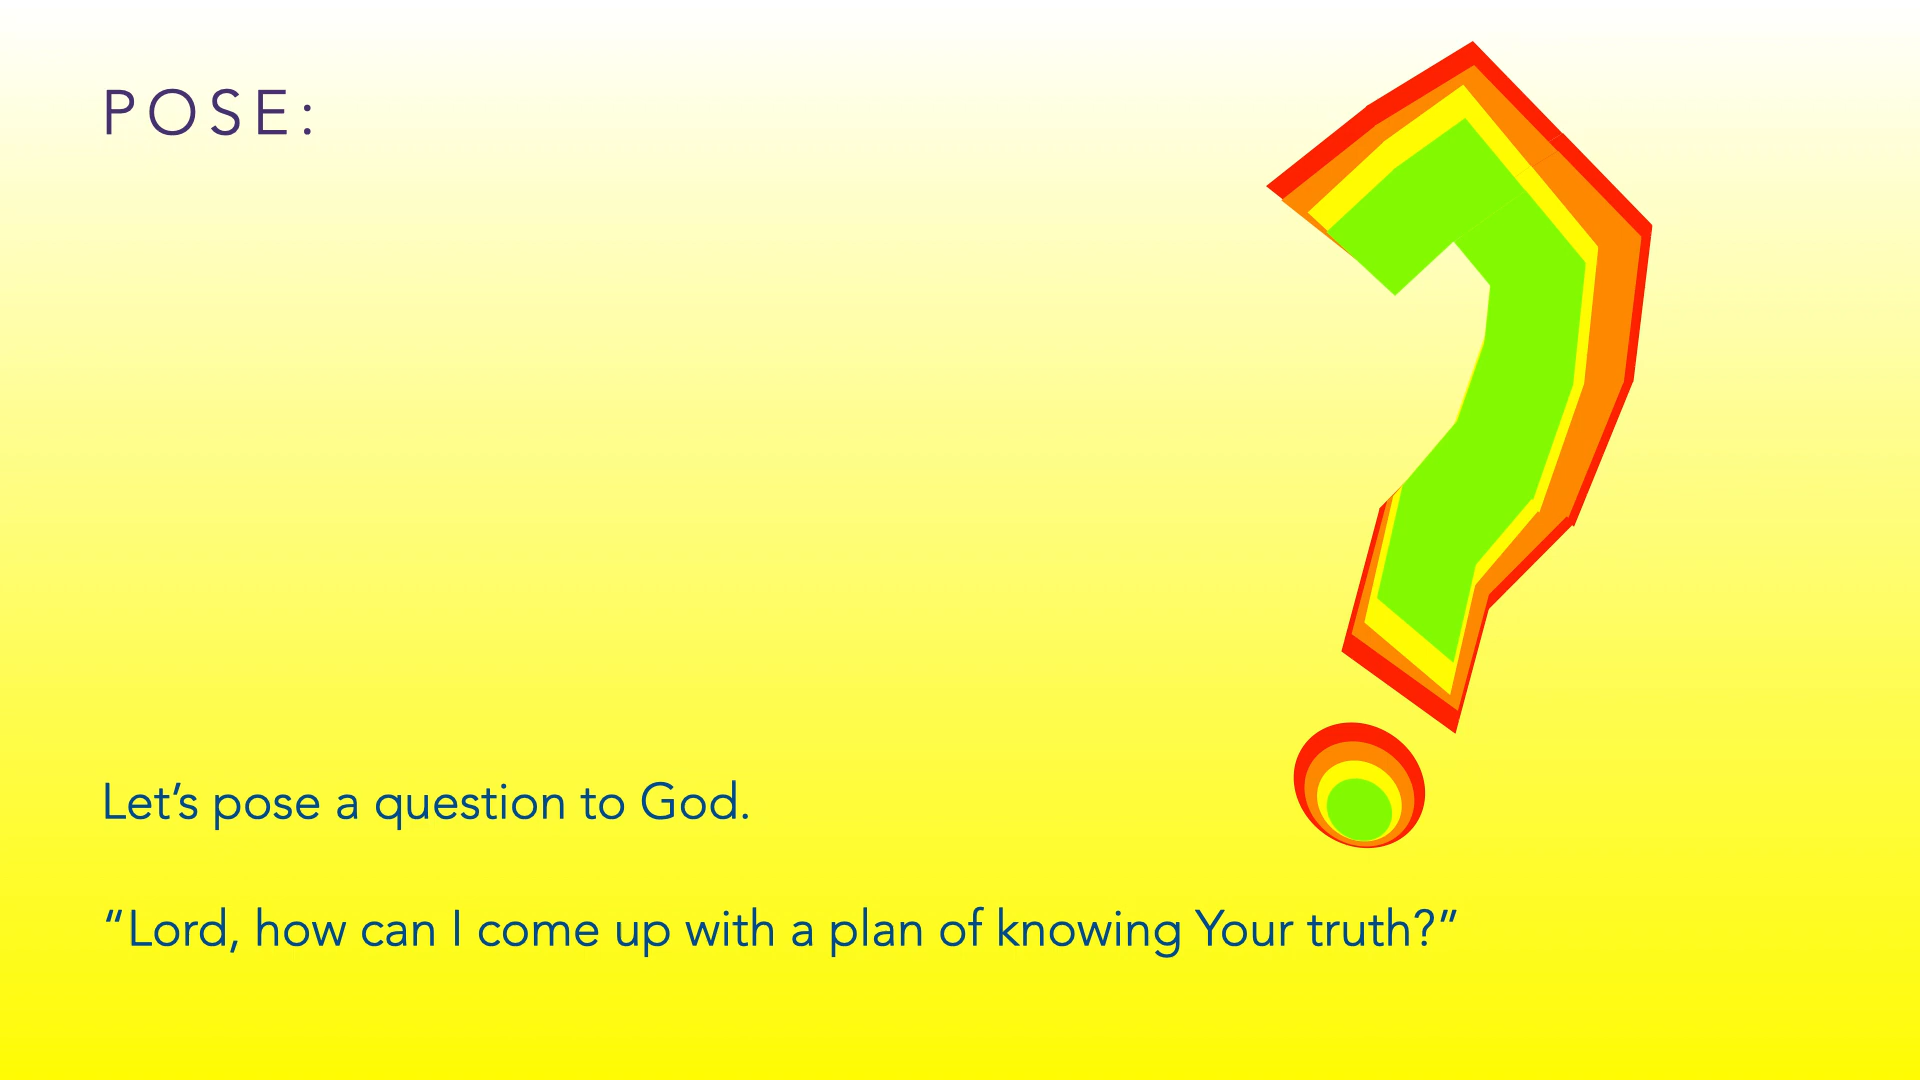 POSE:
Let’s pose a question to God.
“Lord, how can I come up with a plan of knowing Your truth?”